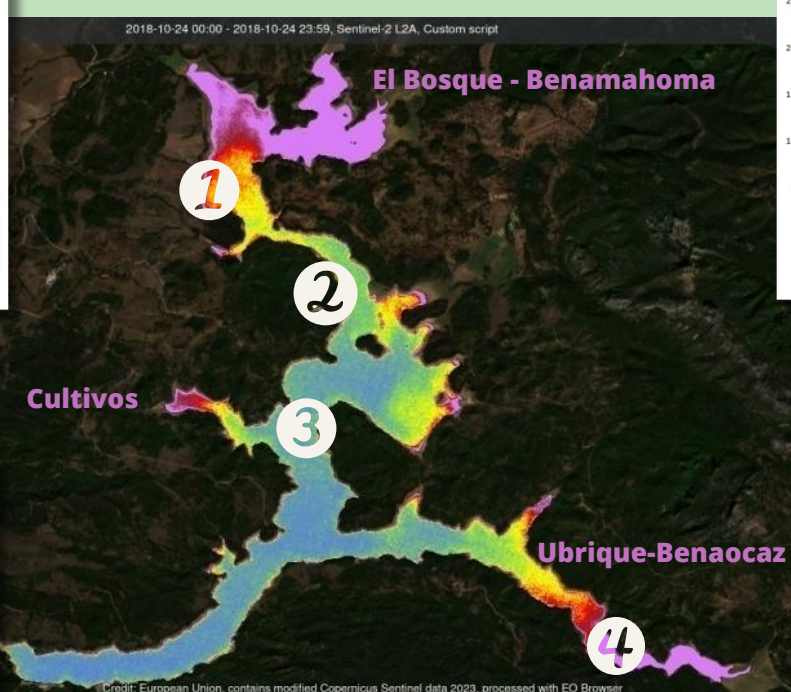 2018-10-24 00:00 - 2018-10-24 23:59, Sentinel-2 L2A, Custom script
El Bosque - Benamahoma
1
2
Cultivos
3
Ubrique-Benaocaz
4
Credit: European Union, contains modified Copernicus Sentinel data 2023, processed with EO Browser